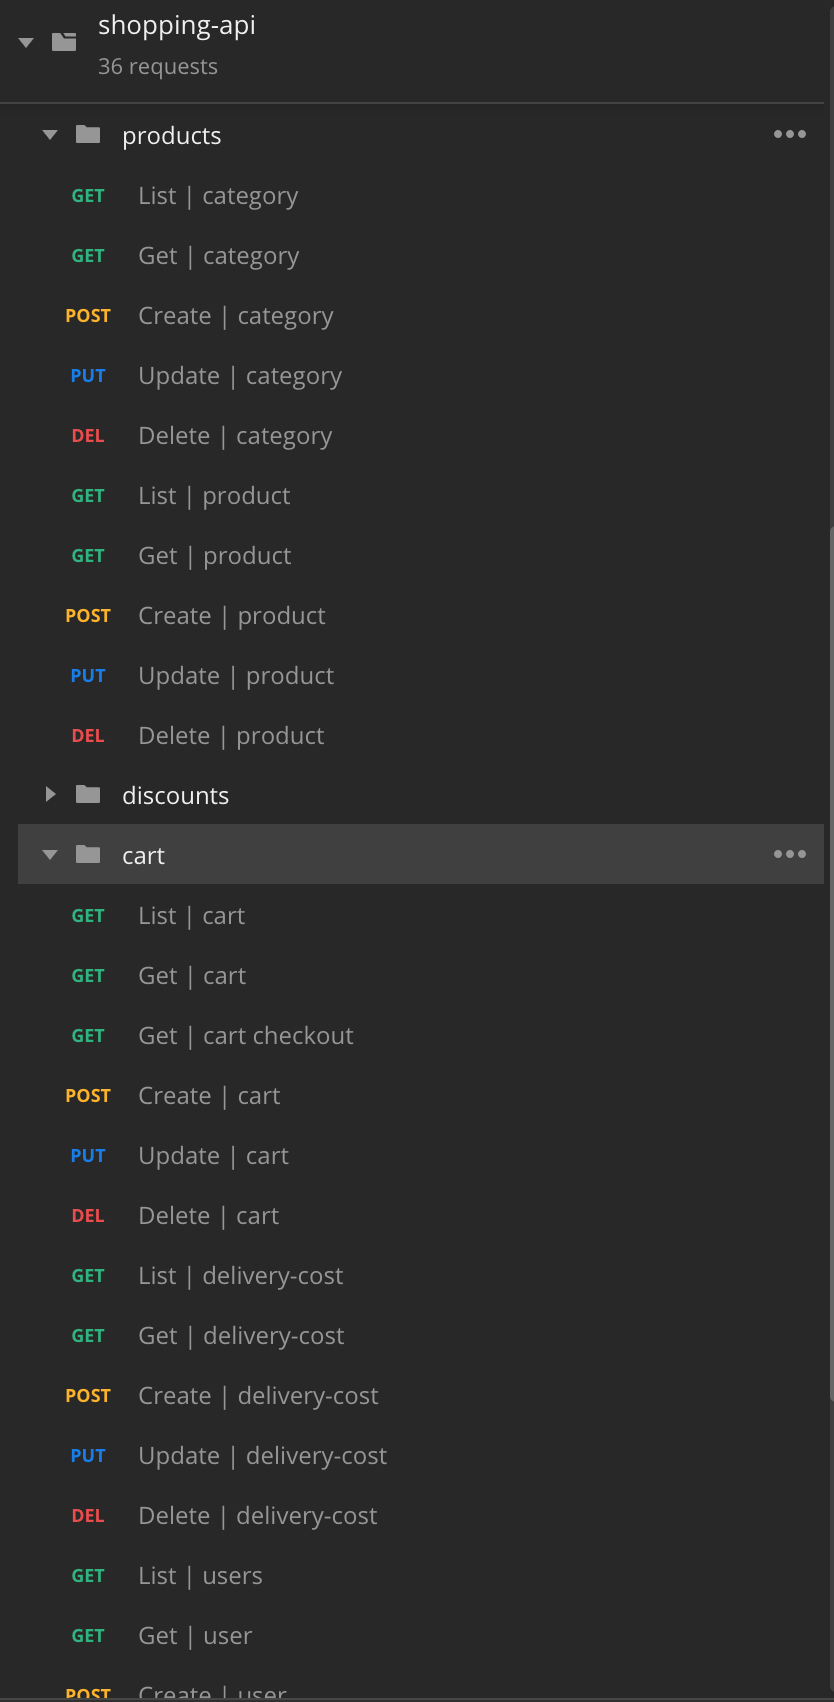 shopping-api
36 requests
products
GET List | category
GET Get | category
POST Create | category
PUT Update | category
DEL Delete | category
GET List | product
GET Get | product
POST Create | product
PUT Update | product
DEL Delete | product
discounts
cart
GET List | cart
GET Get | cart
GET Get | cart checkout
POST Create | cart
PUT Update | cart
DEL Delete | cart
GET List | delivery-cost
GET Get | delivery-cost
POST Create | delivery-cost
PUT Update | delivery-cost
DEL Delete | delivery-cost
GET List | users
GET Get | user
POST Create | user